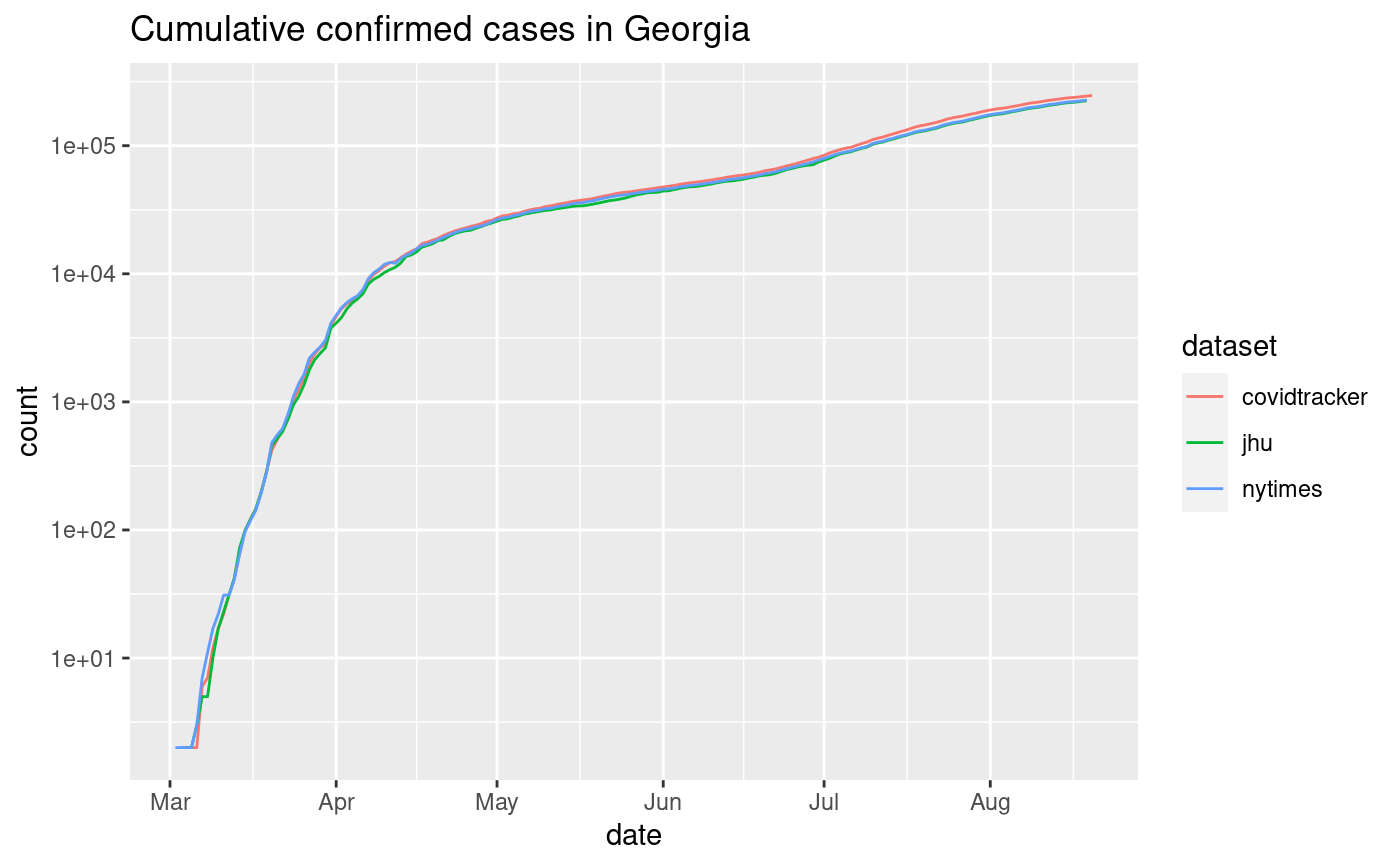 Cumulative confirmed cases in Georgia
count
1e+05
1e+04
1e+03
1e+02
1e+01
Mar Apr May Jun Jul Aug
date
dataset
covidtracker
jhu
nytimes